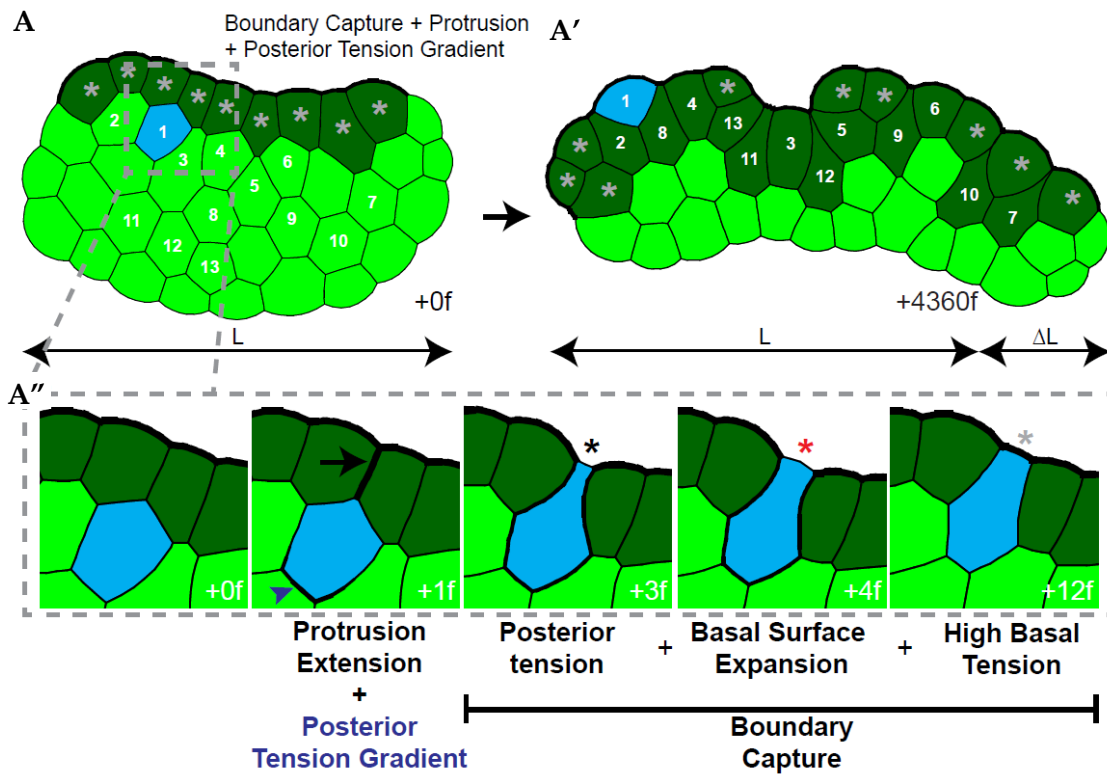 A
Boundary Capture + Protrusion
+ Posterior Tension Gradient
A′
*
*
*
*
*
*
*
*
*
2
1
3
4
6
5
7
11
8
9
12
10
13
+0f
1
4
*
*
*
6
*
2
8
13
5
9
*
*
*
11
3
12
10
7
*
*
+4360f
L
L
ΔL
A″
+0f
+1f
*
+3f
*
+4f
*
+12f
Protrusion
Extension
+
Posterior
Tension Gradient
Posterior
tension
+
Basal Surface
Expansion
+
High Basal
Tension
Boundary
Capture